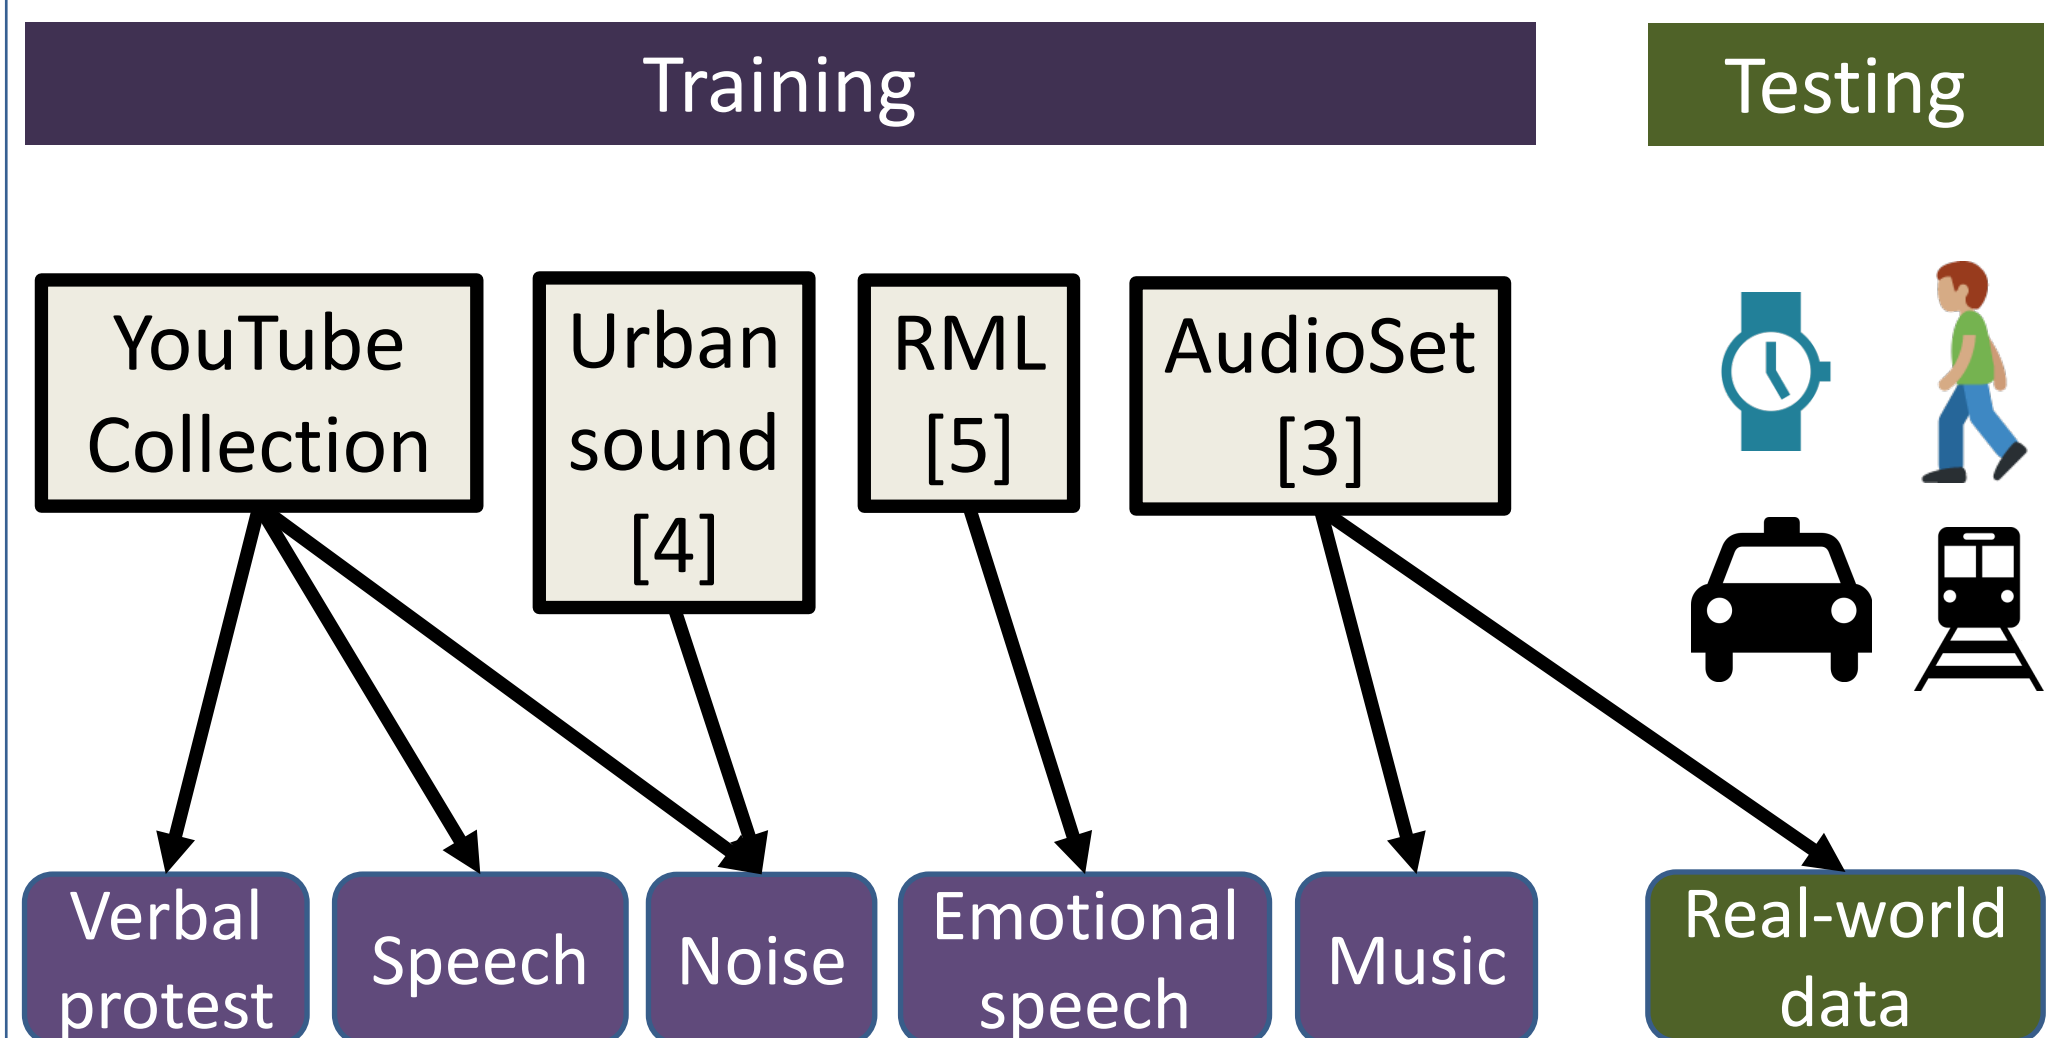 Training
Testing
YouTube
Collection
Urban
sound
[4]
RML
[5]
AudioSet
[3]
Verbal
protest
Speech
Noise
Emotional
speech
Music
Real-world
data